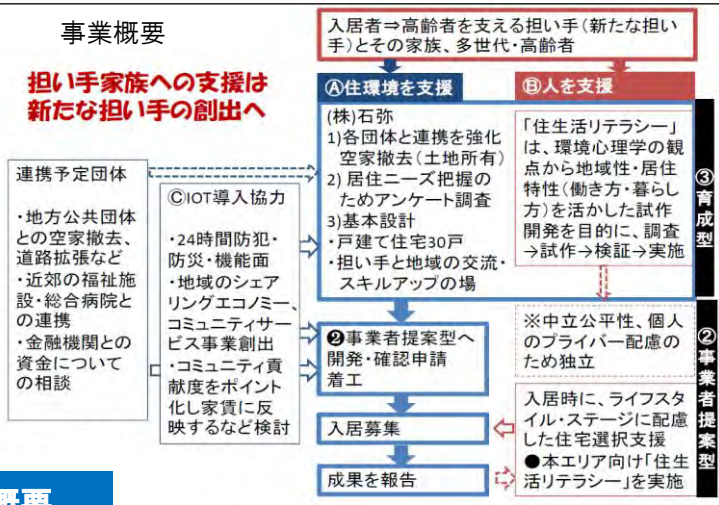 事業概要
担い手家族への支援は
新たな担い手の創出へ
入居者⇒高齢者を支える担い手(新たな担い
手)とその家族、多世代・高齢者
Ⓐ住環境を支援
(株)石弥
1)各団体と連携を強化
空家撤去(土地所有)
2) 居住ニーズ把握の
ためアンケート調査
3)基本設計
・戸建て住宅30戸
・担い手と地域の交流・
スキルアップの場
Ⓑ人を支援
「住生活リテラシー」
は、環境心理学の観
点から地域性・居住
特性(働き方・暮らし
方)を活かした試作
開発を目的に、調査
→試作→検証→実施
③育成型
連携予定団体
・地方公共団体
との空家撤去、
道路拡張など
・近郊の福祉施
設・総合病院と
の連携
・金融機関との
資金について
の相談
ⒸIOT導入協力
・24時間防犯・
防災・機能面
・地域のシェア
リングエコノミー、
コミュニティサー
ビス事業創出
・コミュニティ貢
献度をポイント
化し家賃に反
映するなど検討
❷事業者提案型へ
開発・確認申請
着工
※中立公平性、個人
のプライバー配慮の
ため独立
②事業者提案型
入居募集
入居時に、ライフスタ
イル・ステージに配慮
した住宅選択支援
●本エリア向け「住生
活リテラシー」を実施
成果を報告